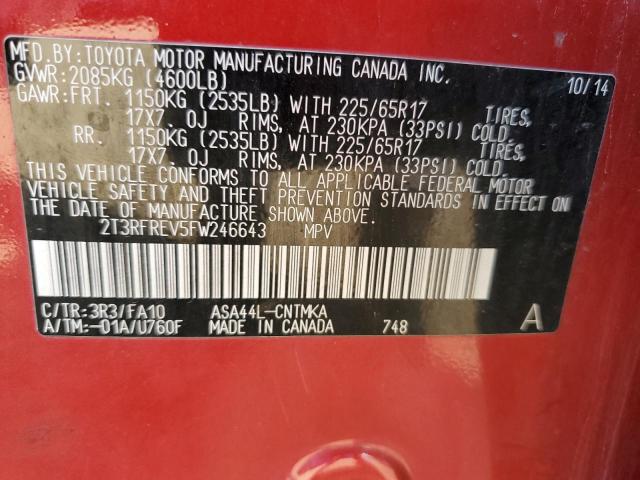 MFD.BY:TOYOTA MOTOR MANUFACTURING CANADA INC.
GVWR:2085KG (4600LB) 10/14
GAWR:FRT. 1150KG (2535LB) WITH 225/65R17 TIRES,
17X7.0J RIMS, AT 230KPA (33PSI) COLD.
RR. 1150KG (2535LB) WITH 225/65R17 TIRES,
17X7.0J RIMS, AT 230KPA (33PSI) COLD.
THIS VEHICLE CONFORMS TO ALL APPLICABLE FEDERAL MOTOR
VEHICLE SAFETY AND THEFT PREVENTION STANDARDS IN EFFECT ON
THE DATE OF MANUFACTURE SHOWN ABOVE.
2T3RFREV5FW246643 MPV
C/TR:3R3/FA10 ASA44L-CNTMKA
A/TM:-01A/U760F MADE IN CANADA 748 A